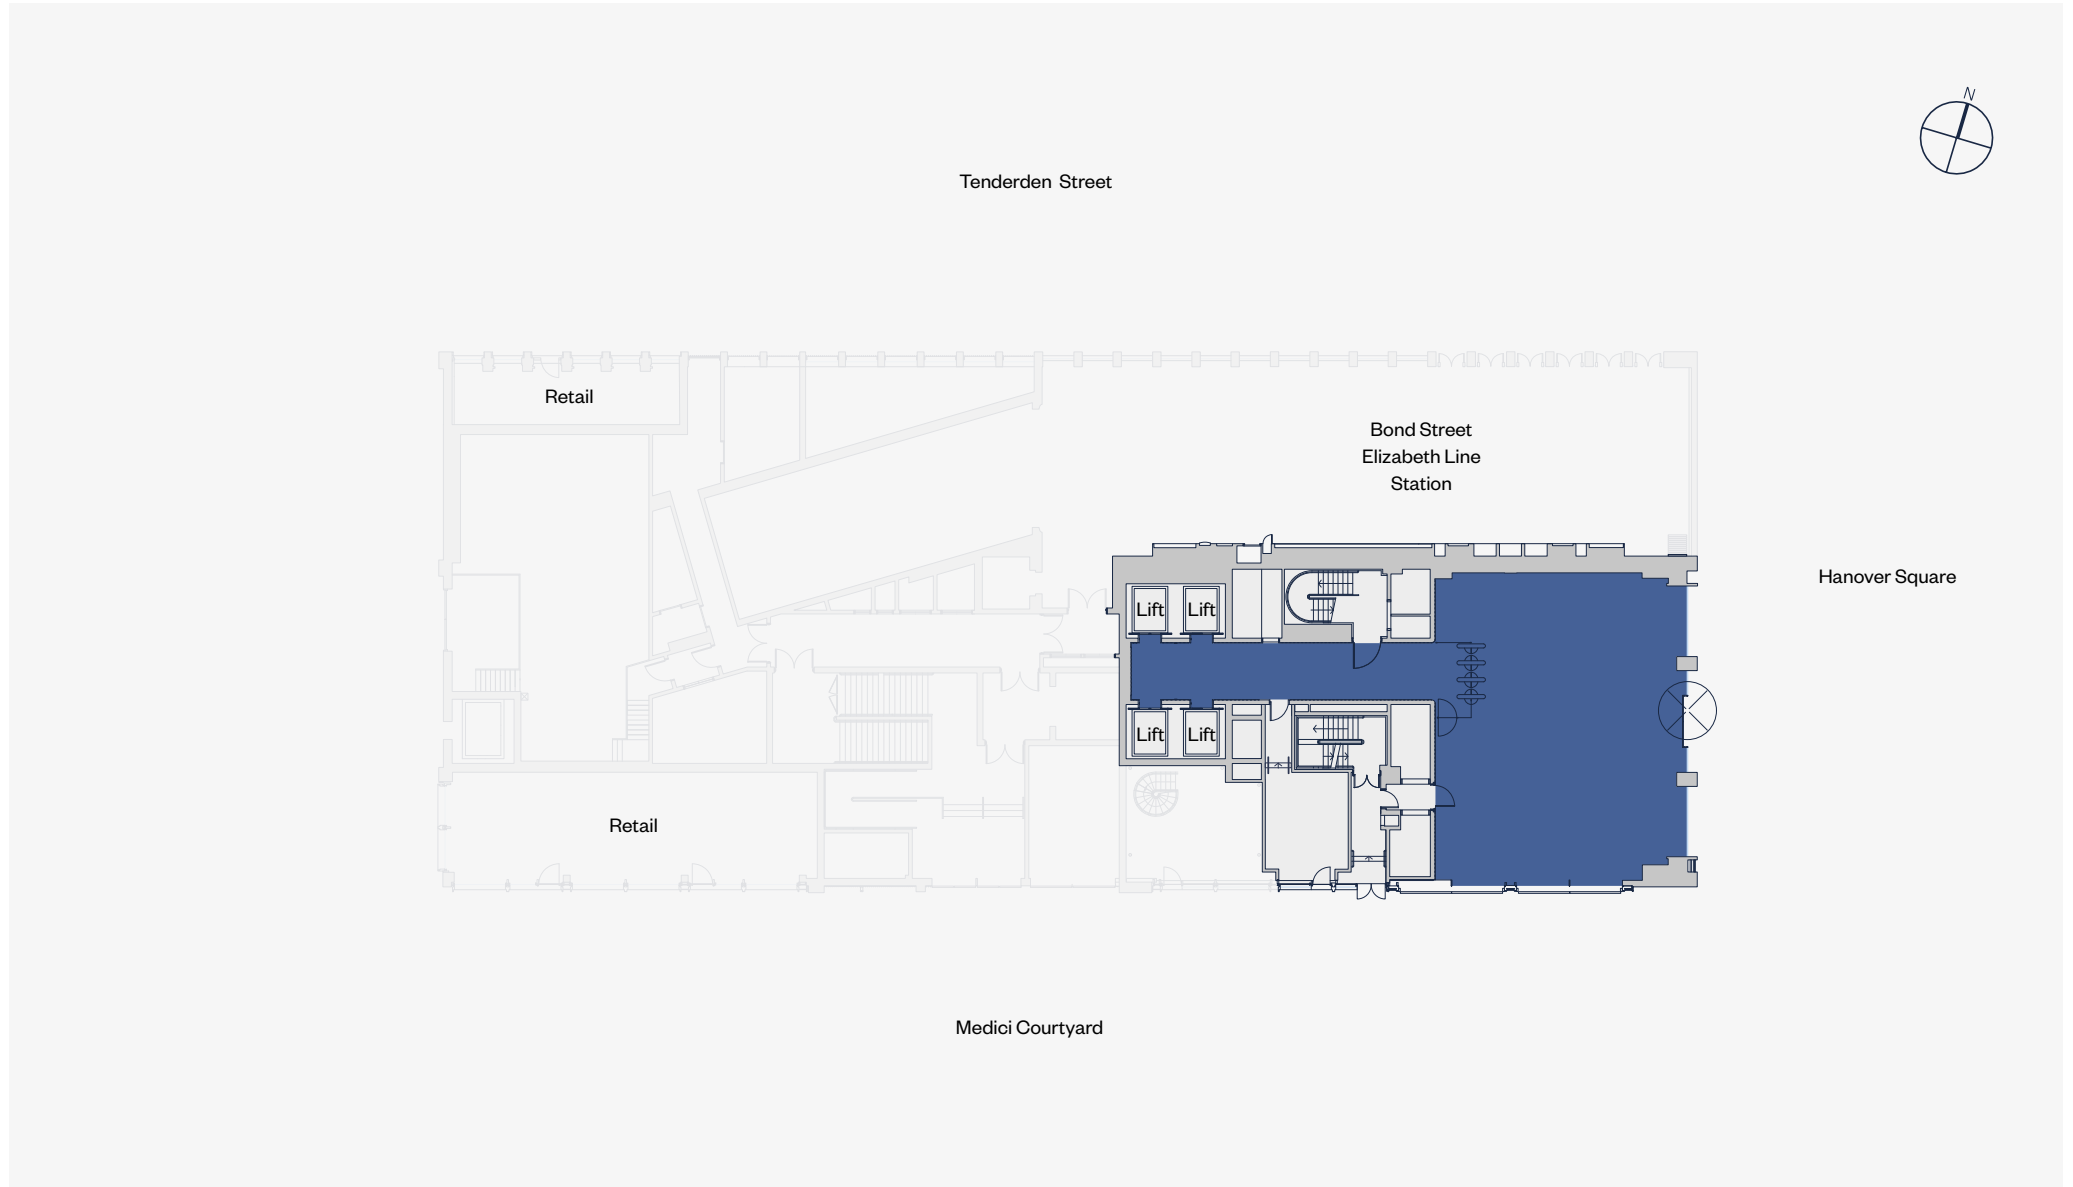 N
Tenderden Street
Retail
Bond Street
Elizabeth Line
Station
Hanover Square
Lift Lift
Lift Lift
Retail
Medici Courtyard